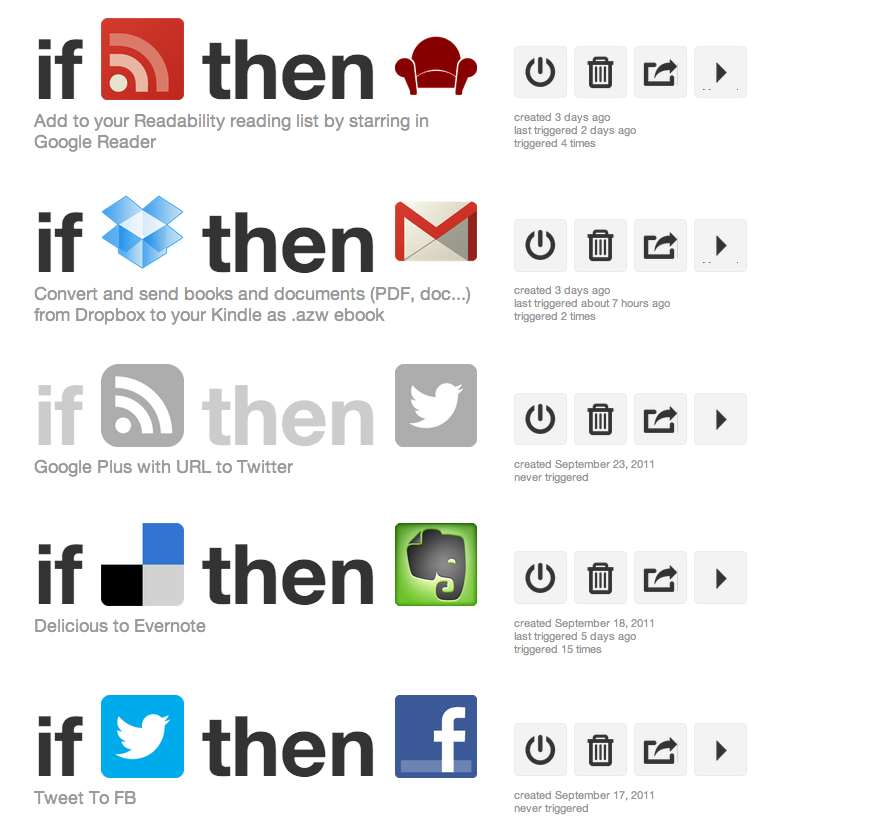 if then
Add to your Readability reading list by starring in
Google Reader
created 3 days ago
last triggered 2 days ago
triggered 4 times
if then
Convert and send books and documents (PDF, doc...)
from Dropbox to your Kindle as .azw ebook
created 3 days ago
last triggered about 7 hours ago
triggered 2 times
if then
Google Plus with URL to Twitter
created September 23, 2011
never triggered
if then
Delicious to Evernote
created September 18, 2011
last triggered 5 days ago
triggered 15 times
if then
Tweet To FB
created September 17, 2011
never triggered